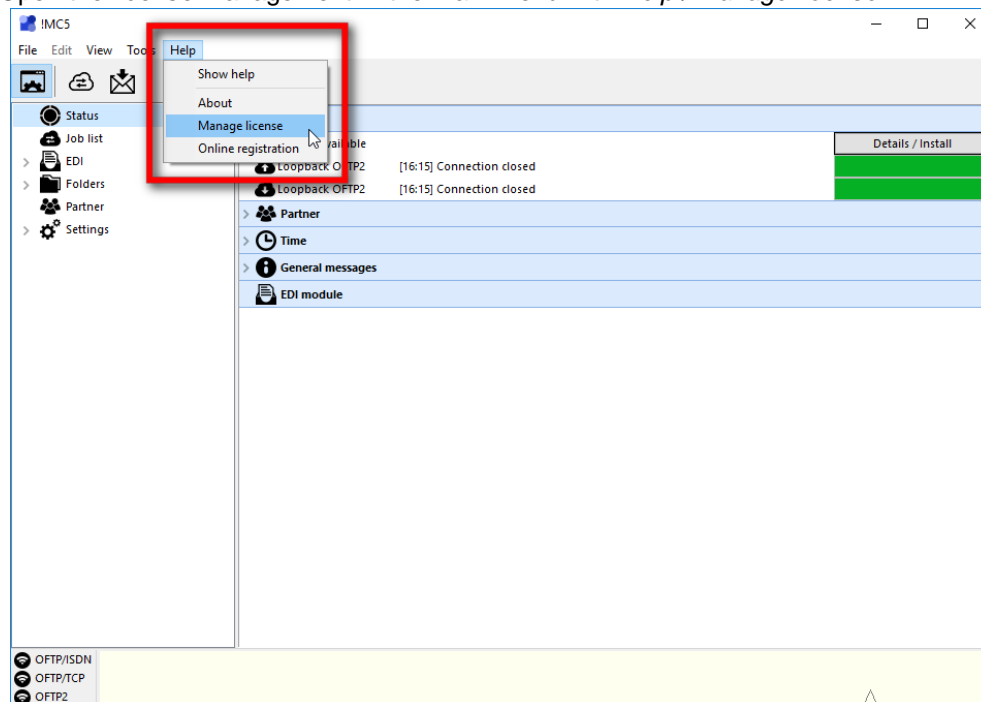 !MC5
File Edit View Tools Help
Show help
About
Manage license
Online registration
Status
Job list
EDI
Folders
Partner
Settings
Details / Install
Loopback OFTP2 [16:15] Connection closed
Loopback OFTP2 [16:15] Connection closed
Partner
Time
General messages
EDI module
OFTP/ISDN
OFTP/TCP
OFTP2